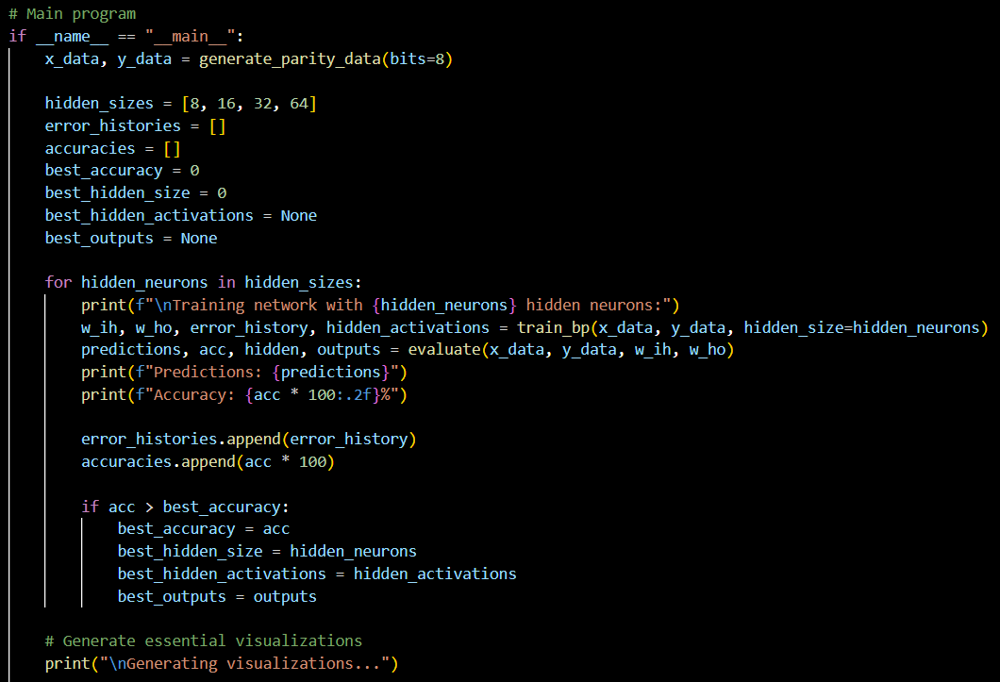 # Main program
if __name__ == "__main__":
    x_data, y_data = generate_parity_data(bits=8)
    hidden_sizes = [8, 16, 32, 64]
    error_histories = []
    accuracies = []
    best_accuracy = 0
    best_hidden_size = 0
    best_hidden_activations = None
    best_outputs = None
    for hidden_neurons in hidden_sizes:
        print(f"\nTraining network with {hidden_neurons} hidden neurons:")
        w_ih, w_ho, error_history, hidden_activations = train_bp(x_data, y_data, hidden_size=hidden_neurons)
        predictions, acc, hidden, outputs = evaluate(x_data, y_data, w_ih, w_ho)
        print(f"Predictions: {predictions}")
        print(f"Accuracy: {acc * 100:.2f}%")
        error_histories.append(error_history)
        accuracies.append(acc * 100)
        if acc > best_accuracy:
            best_accuracy = acc
            best_hidden_size = hidden_neurons
            best_hidden_activations = hidden_activations
            best_outputs = outputs
    # Generate essential visualizations
    print("\nGenerating visualizations...")